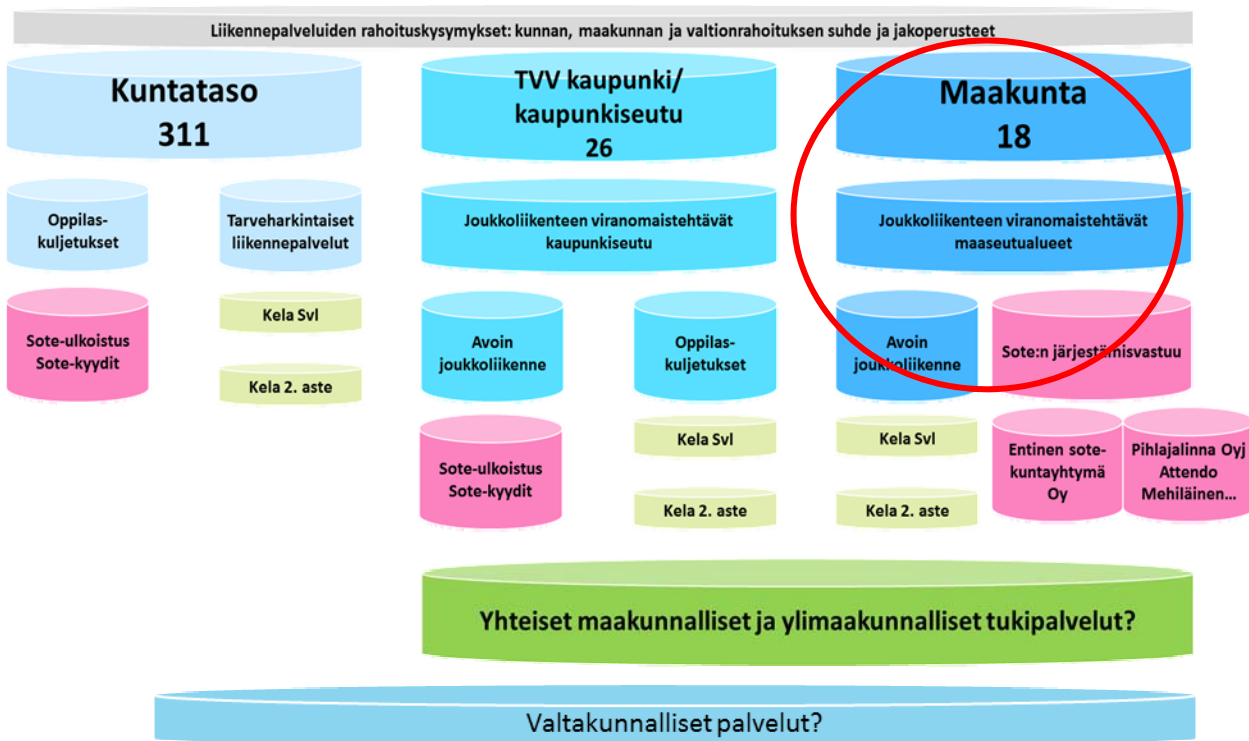 Liikennepalveluiden rahoituskysymykset: kunnan, maakunnan ja valtionrahoituksen suhde ja jakoperusteet
Kuntataso
311
Oppilas-
kuljetukset
Tarveharkintaiset
liikennepalvelut
Sote-ulkoistus
Sote-kyydit
Kela Svl
Kela 2. aste
TVV kaupunki/
kaupunkiseutu
26
Joukkoliikenteen viranomaistehtävät
kaupunkiseutu
Avoin
joukkoliikenne
Oppilas-
kuljetukset
Sote-ulkoistus
Sote-kyydit
Kela Svl
Kela 2. aste
Maakunta
18
Joukkoliikenteen viranomaistehtävät
maaseutualueet
Avoin
joukkoliikenne
Sote:n järjestämisvastuu
Kela Svl
Kela 2. aste
Entinen sote-
kuntayhtymä
Oy
Pihlajalinna Oyj
Attendo
Mehiläinen...
Yhteiset maakunnalliset ja ylimaakunnalliset tukipalvelut?
Valtakunnalliset palvelut?